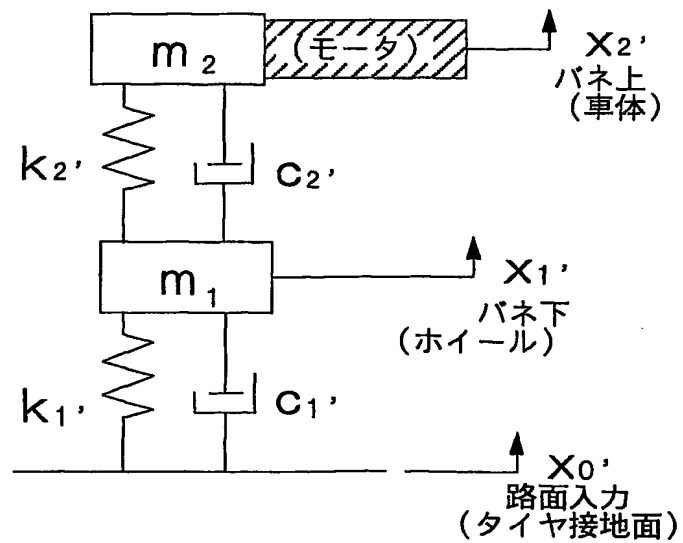 m2 (モータ)
x2'
バネ上
(車体)
k2'
c2'
m1
x1'
バネ下
(ホイール)
k1'
c1'
x0'
路面入力
(タイヤ接地面)